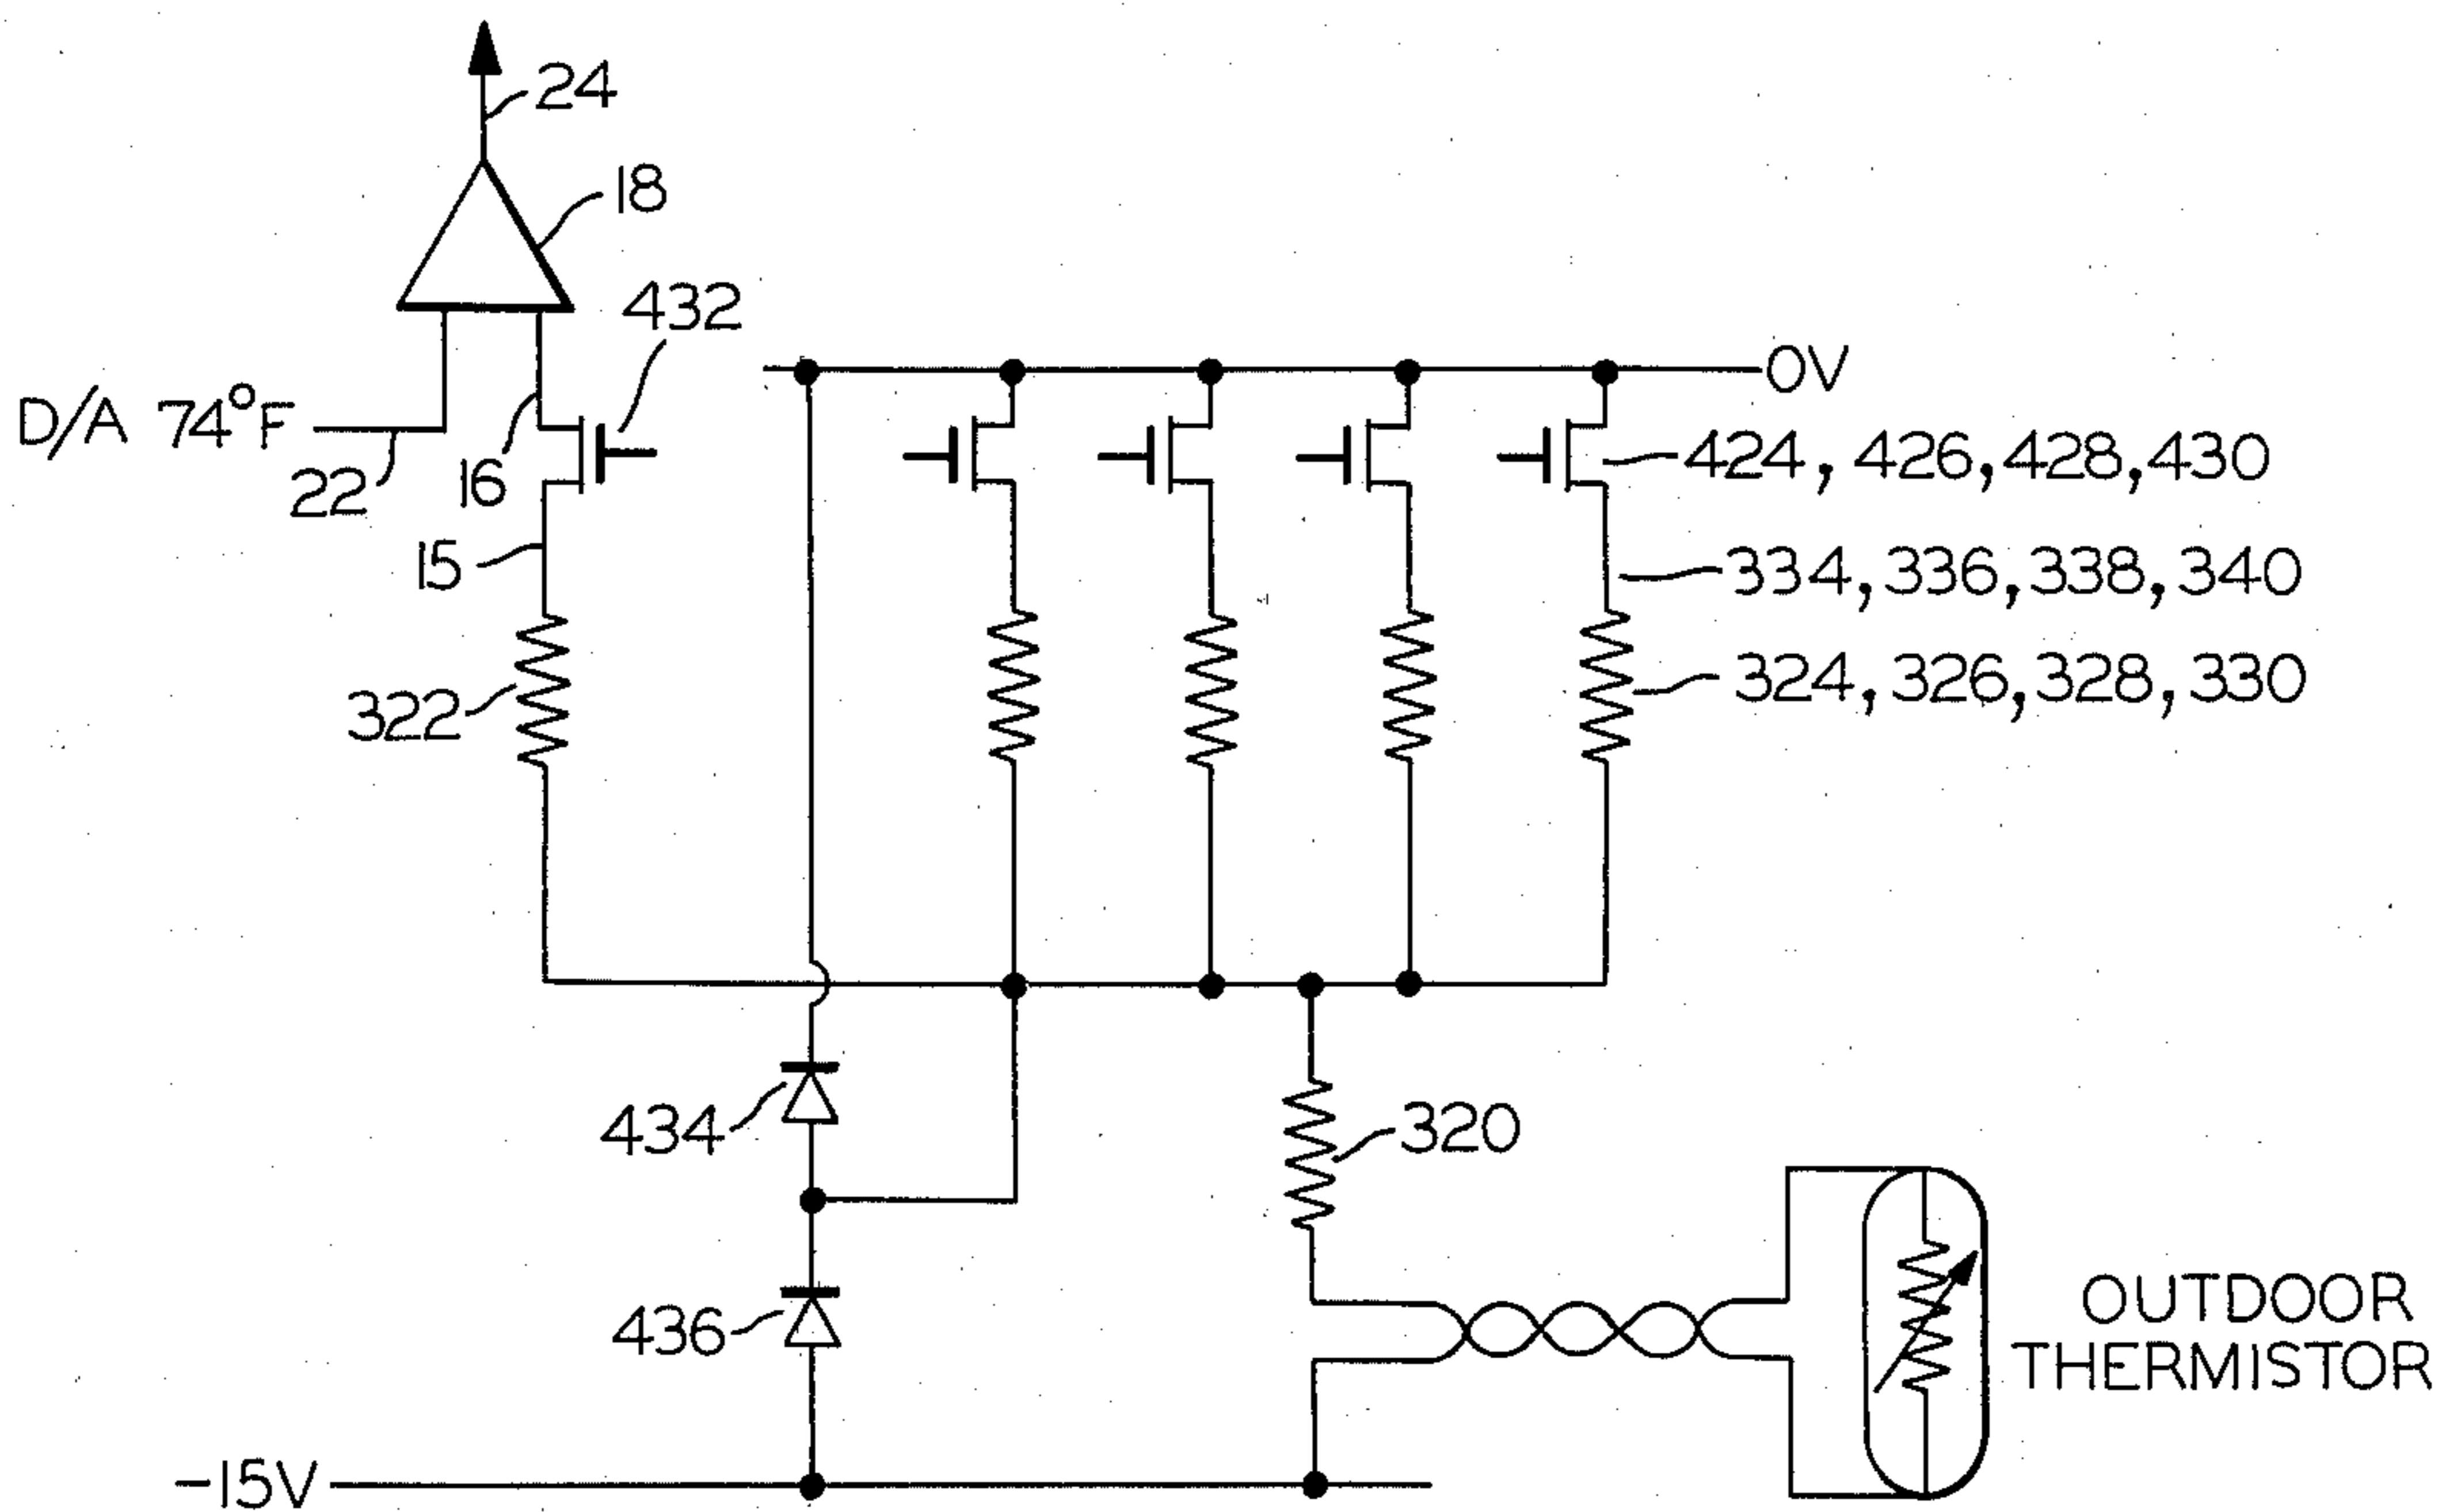 24
18
432
0V
D/A 74°F
22
16
424, 426, 428, 430
15
334, 336, 338, 340
322
324, 326, 328, 330
434
320
436
OUTDOOR
THERMISTOR
-15V